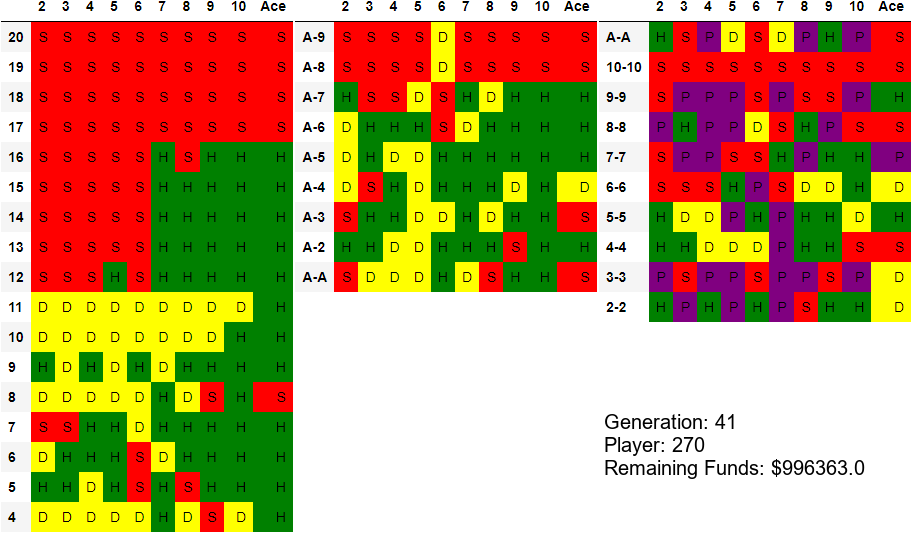 2 3 4 5 6 7 8 9 10 Ace
20 S S S S S S S S S S
19 S S S S S S S S S S
18 S S S S S S S S S S
17 S S S S S S S S S S
16 S S S S S H S H H H
15 S S S S S H H H H H
14 S S S S S H H H H H
13 S S S S S H H H H H
12 S S S H S H H H H H
11 D D D D D D D D D H
10 D D D D D D D D H H
9 H D H D H D H H H H
8 D D D D D H D S H S
7 S S H H D H H H H H
6 D H H H S D H H H H
5 H H D H S H S H H H
4 D D D D D H D S D H
2 3 4 5 6 7 8 9 10 Ace
A-9 S S S S D S S S S S
A-8 S S S S D S S S S S
A-7 H S S D S H D H H H
A-6 D H H H S D H H H H
A-5 D H D D H H H H H H
A-4 D S H D H H H D H D
A-3 S H H D D H D H H S
A-2 H H D D H H H S H H
A-A S D D D H D S H H S
2 3 4 5 6 7 8 9 10 Ace
A-A H S P D S D P H P S
10-10 S S S S S S S S S S
9-9 S P P P S P S S P H
8-8 P H P P D S H P S S
7-7 S P P S S H P H H P
6-6 S S S H P S D D H D
5-5 H D D P H P H H D H
4-4 H H D D D P H H S S
3-3 P S P P S P P S P D
2-2 H P H P H P S H H D
Generation: 41
Player: 270
Remaining Funds: $996363.0